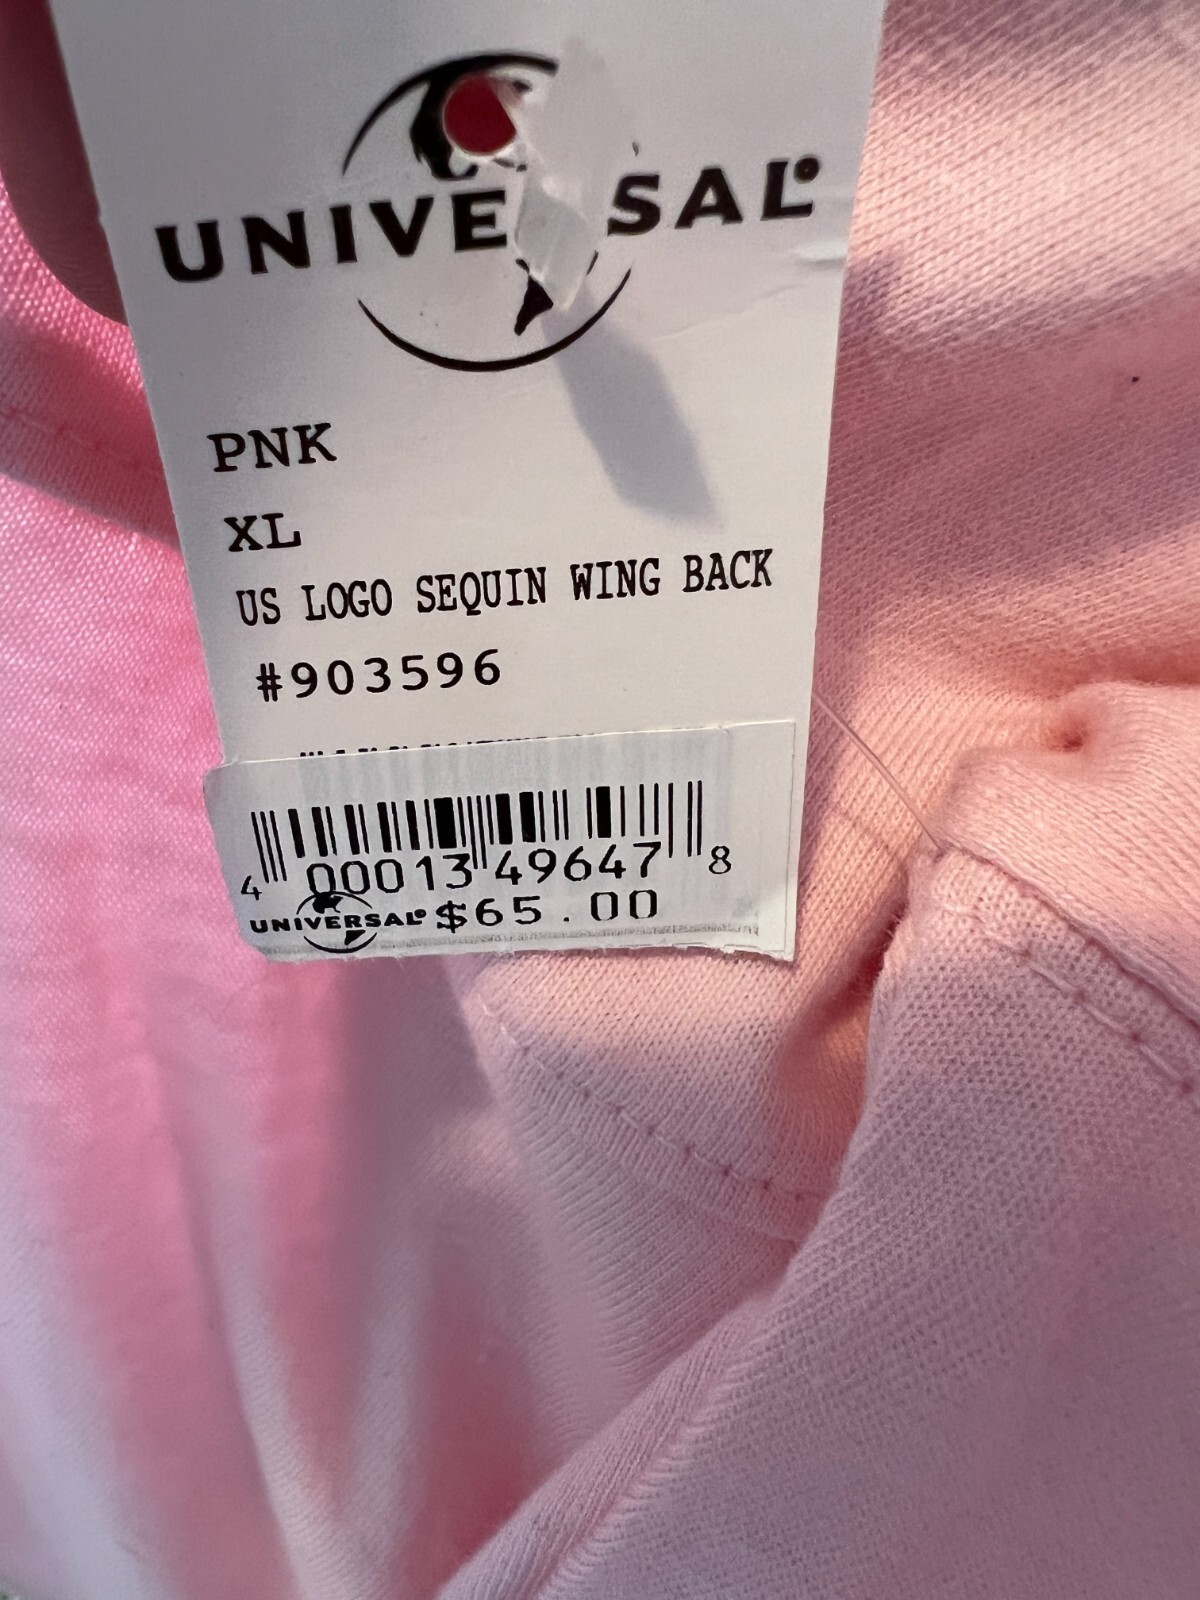 UNIVERSAL®
PNK
XL
US LOGO SEQUIN WING BACK
#903596
4 00013 49647 8
UNIVERSAL® $65.00